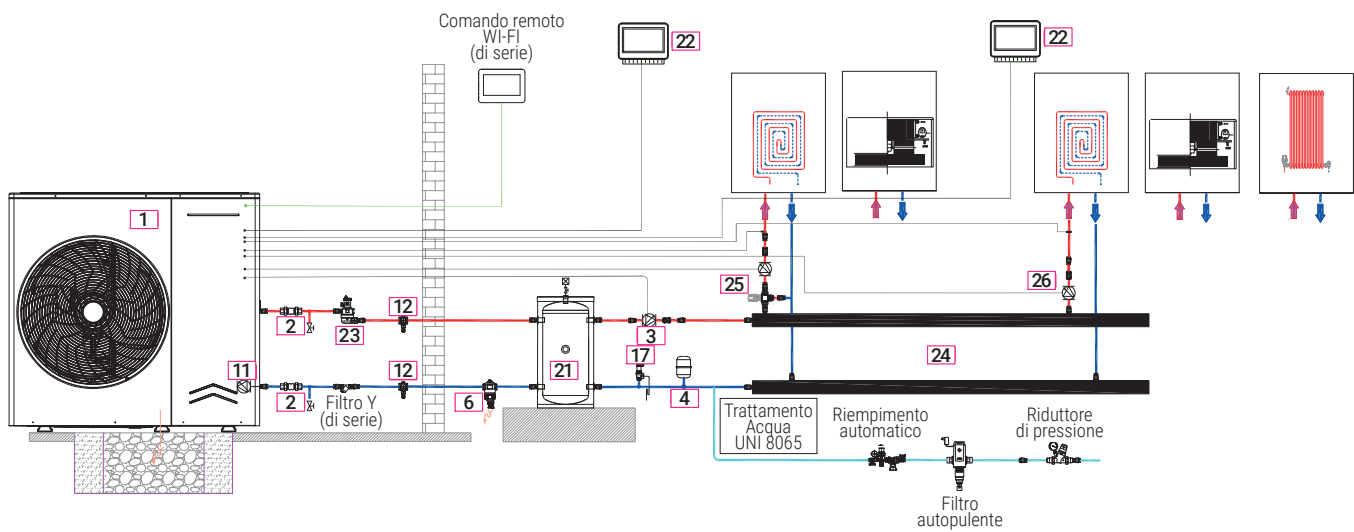 Comando remoto
WI-FI
(di serie)
22
22
1
25
26
12
2
23
3
17
24
11
12
21
2
Filtro Y
(di serie)
6
4
Trattamento
Acqua
UNI 8065
Riempimento
automatico
Riduttore
di pressione
Filtro
autopulente